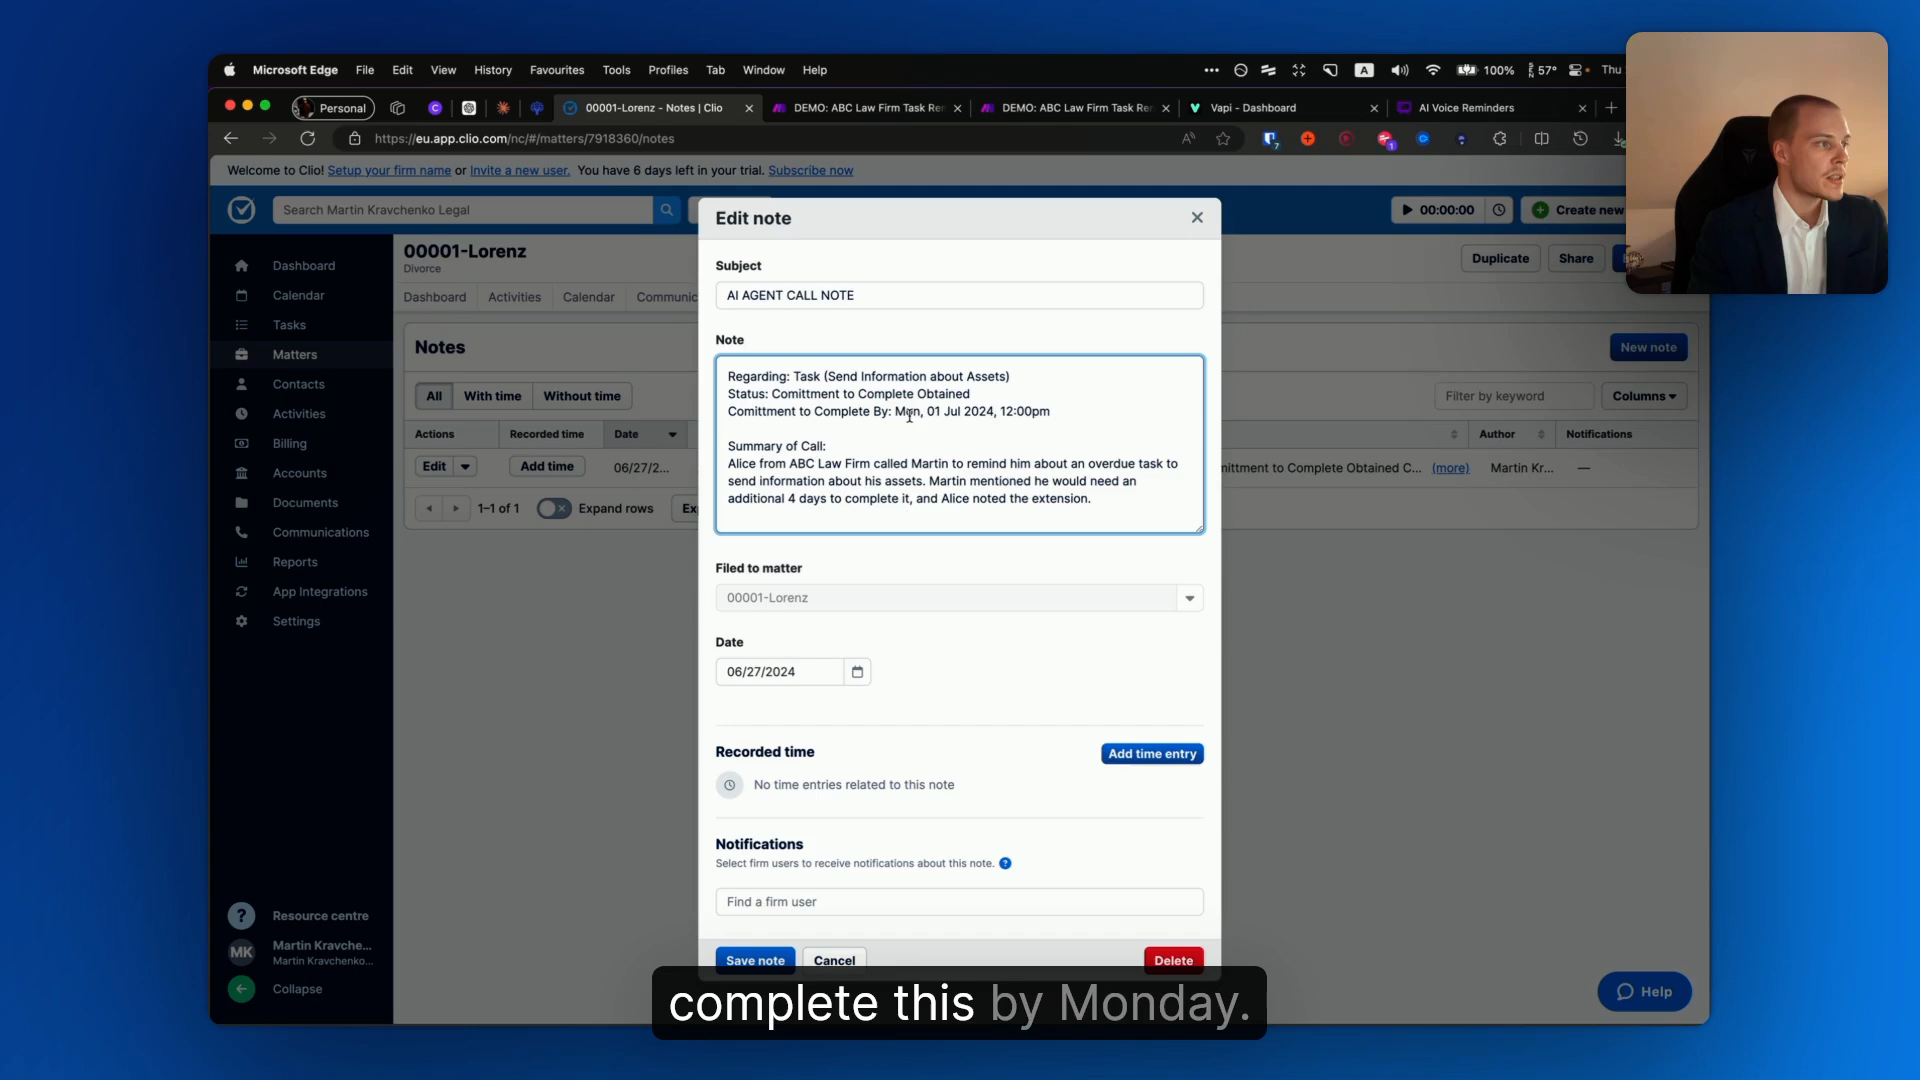 Microsoft Edge File Edit View History Favourites Tools Profiles Tab Window Help A 100% 57° Thu
Personal 00001-Lorenz - Notes | Clio DEMO: ABC Law Firm Task Re DEMO: ABC Law Firm Task Re Vapi - Dashboard AI Voice Reminders
https://eu.app.clio.com/nc/#/matters/7918360/notes
Welcome to Clio! Setup your firm name or Invite a new user. You have 6 days left in your trial. Subscribe now
Search Martin Kravchenko Legal 00:00:00 Create new
00001-Lorenz
Divorce
Duplicate Share
Dashboard Activities Calendar Communic
Dashboard
Calendar
Tasks
Matters
Contacts
Activities
Billing
Accounts
Documents
Communications
Reports
App Integrations
Settings
Resource centre
MK Martin Kravche...
Martin Kravchenko...
Collapse
Notes New note
All With time Without time Filter by keyword Columns
Actions Recorded time Date Author Notifications
Edit Add time 06/27/2... mittment to Complete Obtained C... (more) Martin Kr... —
1–1 of 1 Expand rows Ex
Edit note
Subject
AI AGENT CALL NOTE
Note
Regarding: Task (Send Information about Assets)
Status: Comittment to Complete Obtained
Comittment to Complete By: Mon, 01 Jul 2024, 12:00pm
Summary of Call:
Alice from ABC Law Firm called Martin to remind him about an overdue task to
send information about his assets. Martin mentioned he would need an
additional 4 days to complete it, and Alice noted the extension.
Filed to matter
00001-Lorenz
Date
06/27/2024
Recorded time Add time entry
No time entries related to this note
Notifications
Select firm users to receive notifications about this note. ?
Find a firm user
Save note Cancel Delete
Help
complete this by Monday.